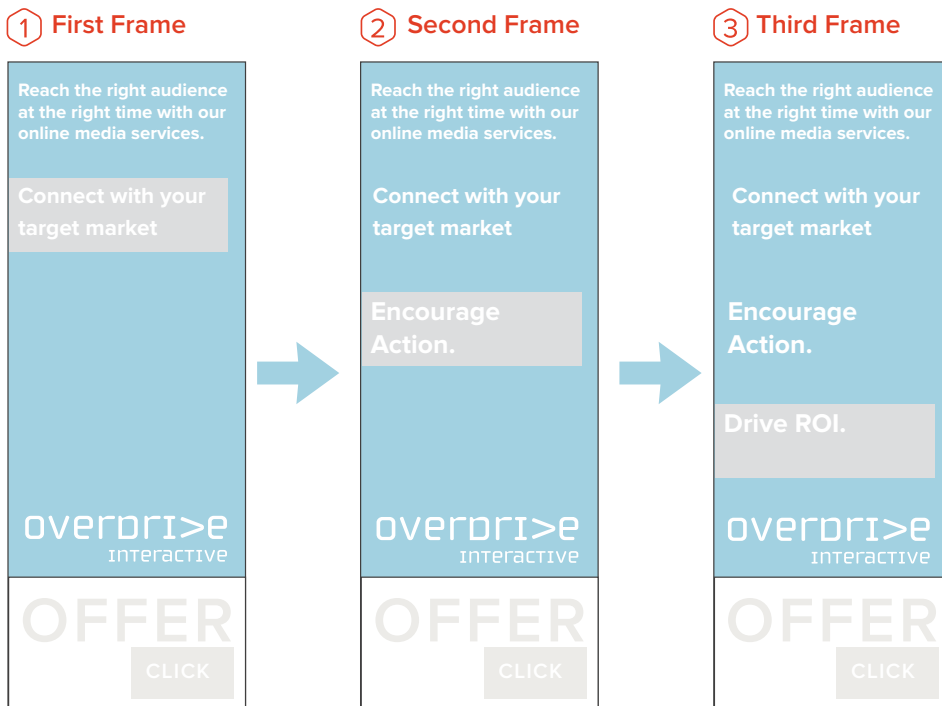 1 First Frame
Reach the right audience
at the right time with our
online media services.
Connect with your
target market
overdri>e
interactive
OFFER
CLICK
2 Second Frame
Reach the right audience
at the right time with our
online media services.
Connect with your
target market
Encourage
Action.
overdri>e
interactive
OFFER
CLICK
3 Third Frame
Reach the right audience
at the right time with our
online media services.
Connect with your
target market
Encourage
Action.
Drive ROI.
overdri>e
interactive
OFFER
CLICK